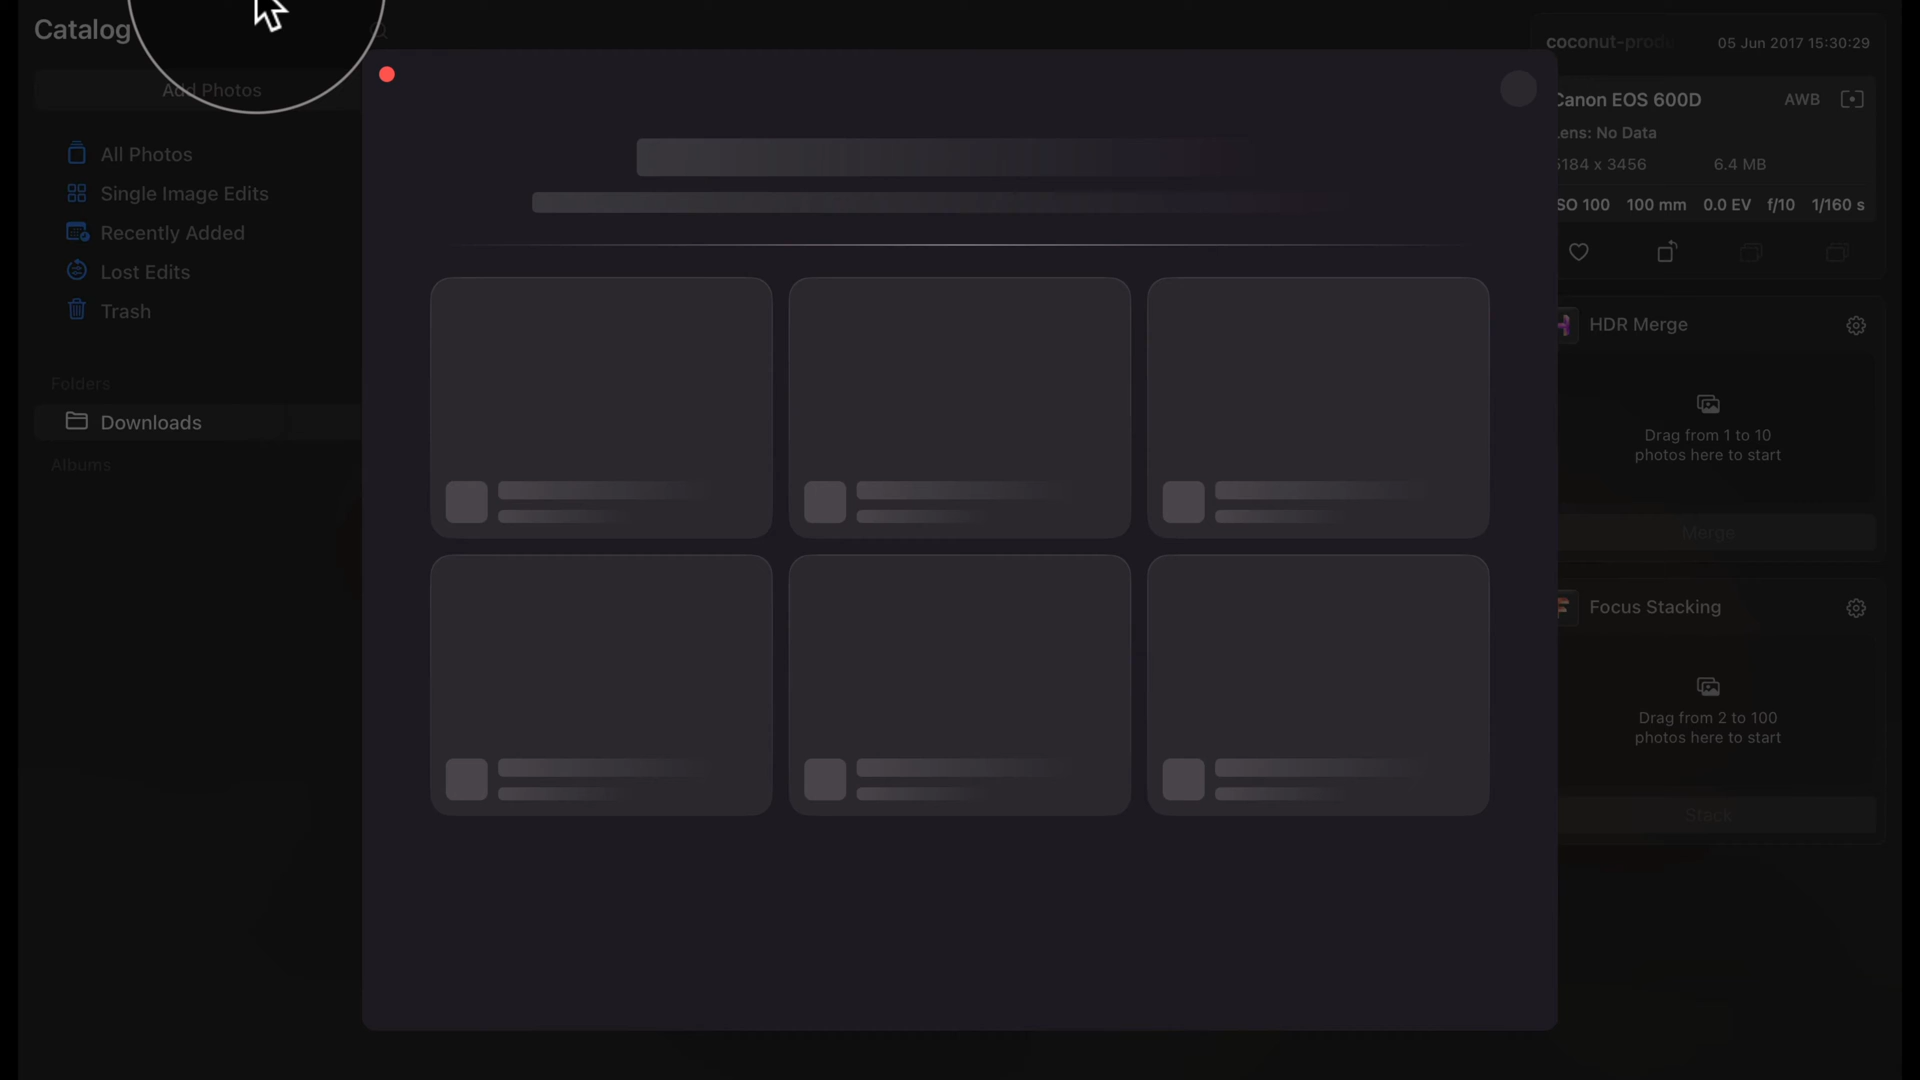 Catalog
Add Photos
All Photos
Single Image Edits
Recently Added
Lost Edits
Trash
Folders
Downloads
Albums
05 Jun 2017 15:30:29
Canon EOS 600D
AWB
Lens: No Data
5184 x 3456
6.4 MB
ISO 100
100 mm
0.0 EV
f/10
1/160 s
HDR Merge
Drag from 1 to 10
photos here to start
Merge
Focus Stacking
Drag from 2 to 100
photos here to start
Stack